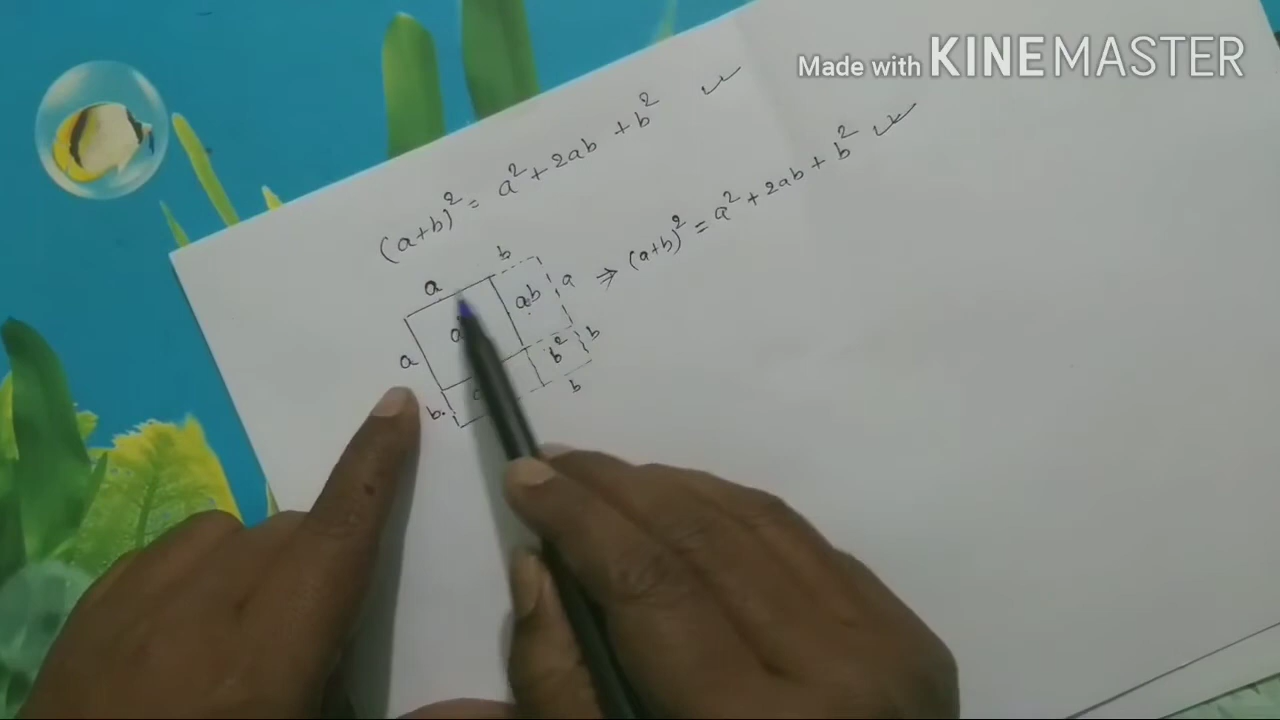 Made with KINEMASTER
(a+b)² = a² + 2ab + b²
⇒ (a+b)² = a² + 2ab + b²
b
a
a
ab
a
b²
b
a
b.
b